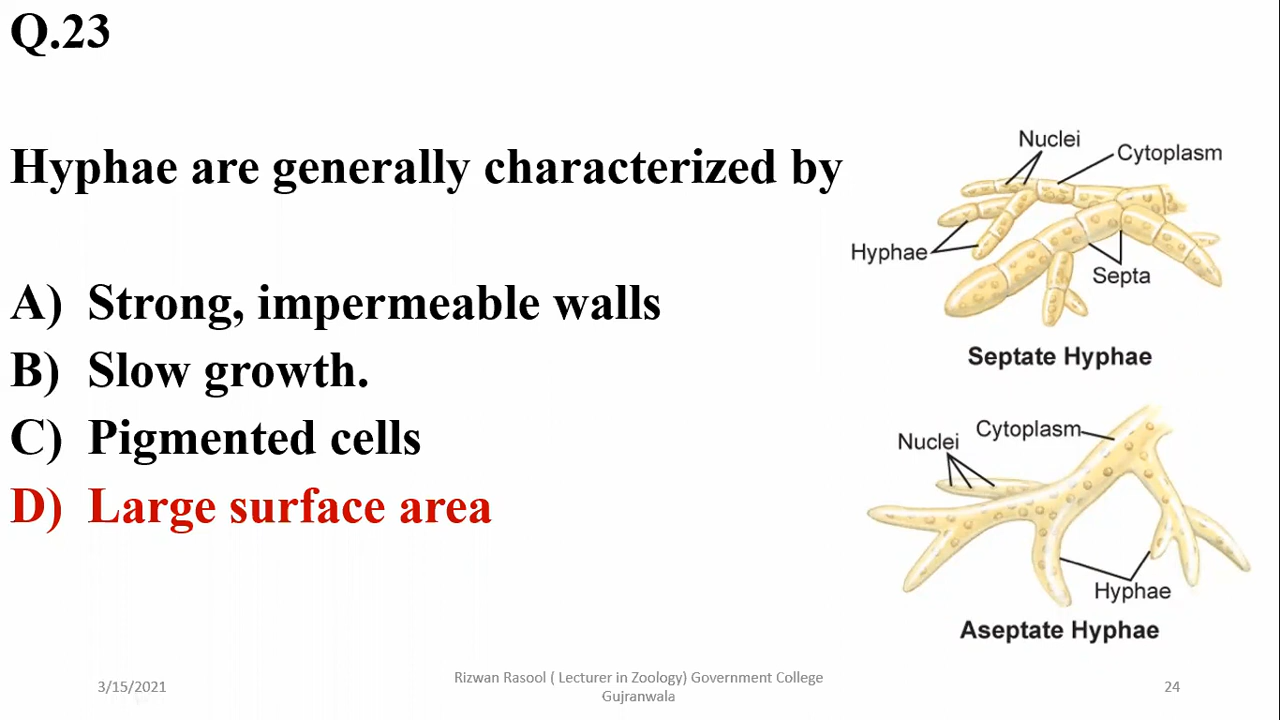 Q.23
Hyphae are generally characterized by
A) Strong, impermeable walls
B) Slow growth.
C) Pigmented cells
D) Large surface area
Nuclei
Cytoplasm
Hyphae
Septa
Septate Hyphae
Nuclei
Cytoplasm
Hyphae
Aseptate Hyphae
3/15/2021
Rizwan Rasool ( Lecturer in Zoology) Government College
Gujranwala
24